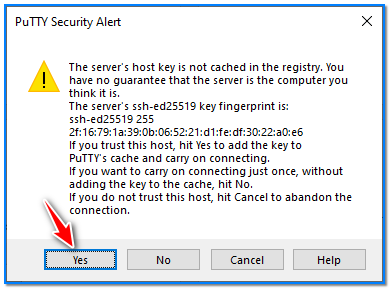 PuTTY Security Alert
The server's host key is not cached in the registry. You
have no guarantee that the server is the computer you
think it is.
The server's ssh-ed25519 key fingerprint is:
ssh-ed25519 255
2f:16:79:1a:39:0b:06:52:21:d1:fe:df:30:22:a0:e6
If you trust this host, hit Yes to add the key to
PuTTY's cache and carry on connecting.
If you want to carry on connecting just once, without
adding the key to the cache, hit No.
If you do not trust this host, hit Cancel to abandon the
connection.
Yes No Cancel Help